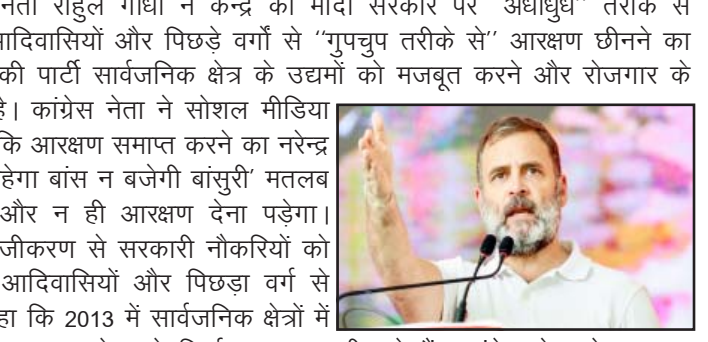 नेता राहुल गांधी ने केन्द्र की मोदी सरकार पर ''अंधाधुंध'' तरीके से
आदिवासियों और पिछड़े वर्गों से ''गुपचुप तरीके से'' आरक्षण छीनने का
की पार्टी सार्वजनिक क्षेत्र के उद्यमों को मजबूत करने और रोजगार के
है। कांग्रेस नेता ने सोशल मीडिया
कि आरक्षण समाप्त करने का नरेन्द्र
बांस न बजेगी बांसुरी' मतलब
और न ही आरक्षण देना पड़ेगा।
से सरकारी नौकरियों को
आदिवासियों और पिछड़ा वर्ग से
कि 2013 में सार्वजनिक क्षेत्रों में